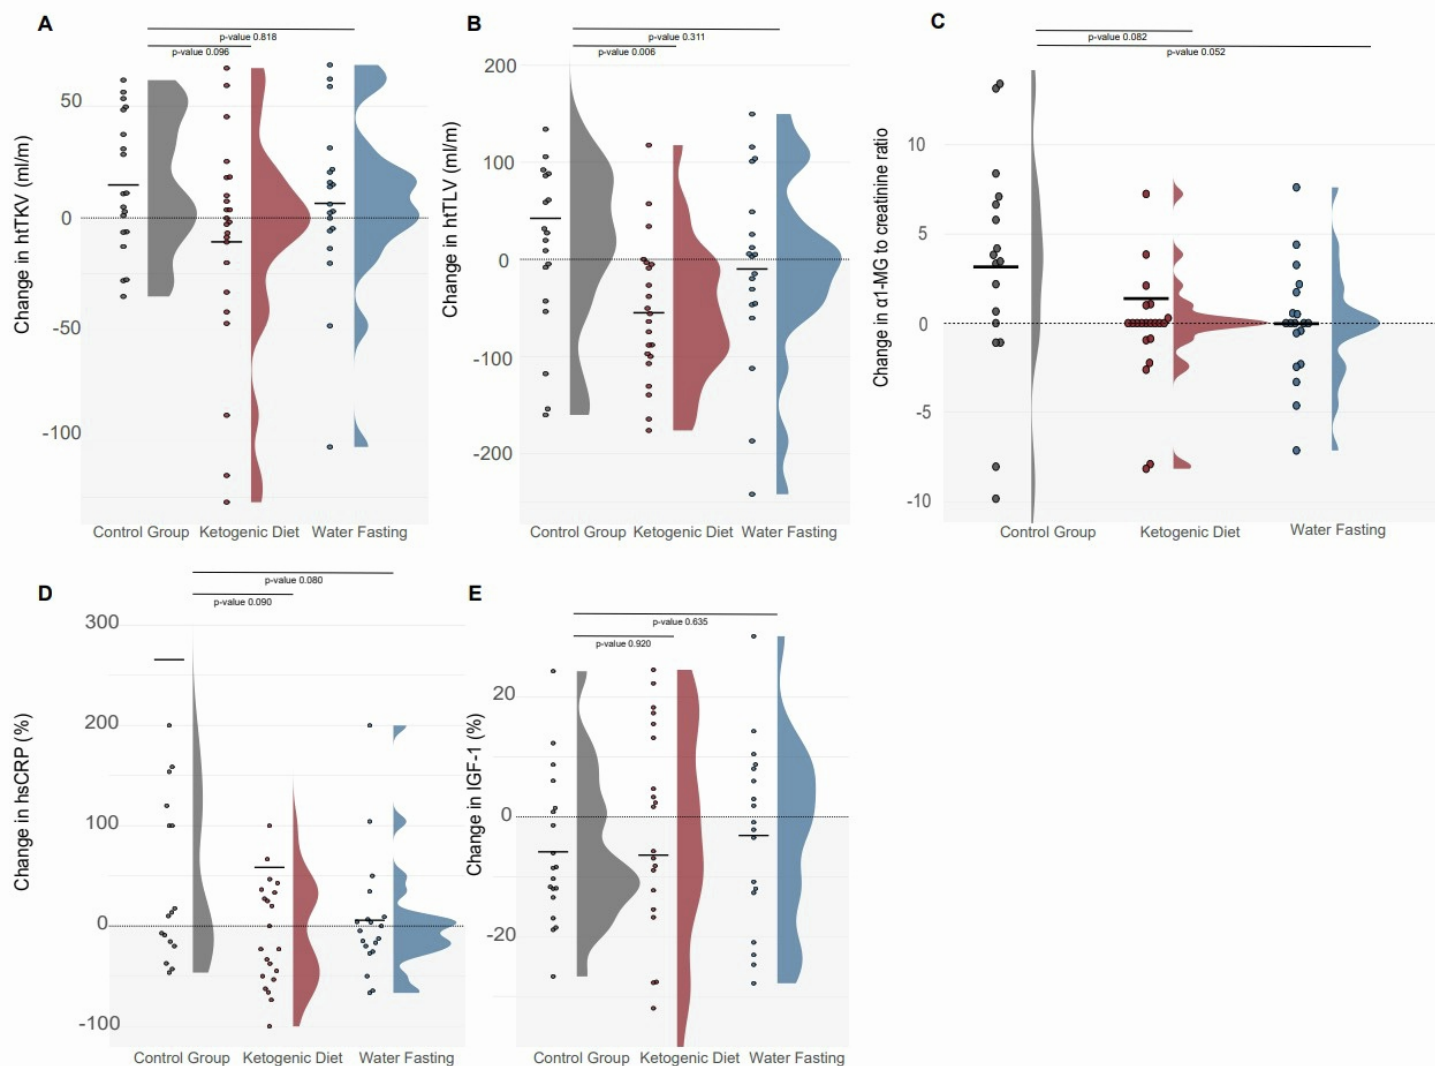 A
p-value 0.818
p-value 0.096
Change in htTKV (ml/m)
50
0
-50
-100
Control Group Ketogenic Diet Water Fasting
B
p-value 0.311
p-value 0.006
Change in htTLV (ml/m)
200
100
0
-100
-200
Control Group Ketogenic Diet Water Fasting
C
p-value 0.082
p-value 0.052
Change in α1-MG to creatinine ratio
10
5
0
-5
-10
Control Group Ketogenic Diet Water Fasting
D
p-value 0.080
p-value 0.090
Change in hsCRP (%)
300
200
100
0
-100
Control Group Ketogenic Diet Water Fasting
E
p-value 0.635
p-value 0.920
Change in IGF-1 (%)
20
0
-20
Control Group Ketogenic Diet Water Fasting